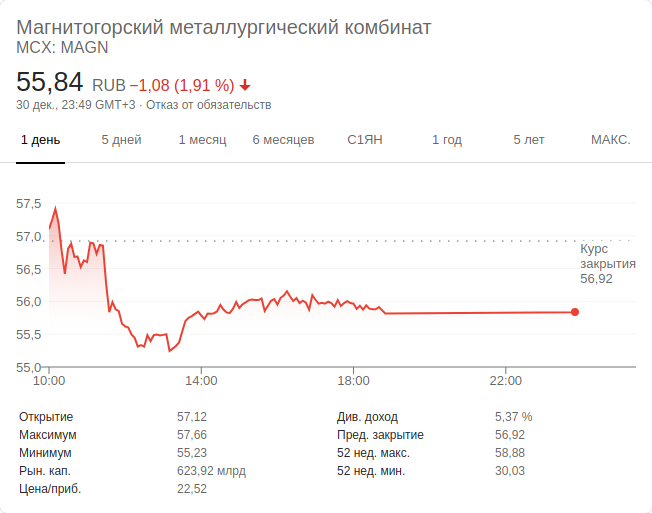 Магнитогорский металлургический комбинат
MCX: MAGN
55,84 RUB −1,08 (1,91 %)
30 дек., 23:49 GMT+3 · Отказ от обязательств
1 день 5 дней 1 месяц 6 месяцев С1ЯН 1 год 5 лет МАКС.
57,5
57,0
Курс
закрытия
56,92
56,5
56,0
55,5
55,0
10:00 14:00 18:00 22:00
Открытие 57,12 Див. доход 5,37 %
Максимум 57,66 Пред. закрытие 56,92
Минимум 55,23 52 нед. макс. 58,88
Рын. кап. 623,92 млрд 52 нед. мин. 30,03
Цена/приб. 22,52